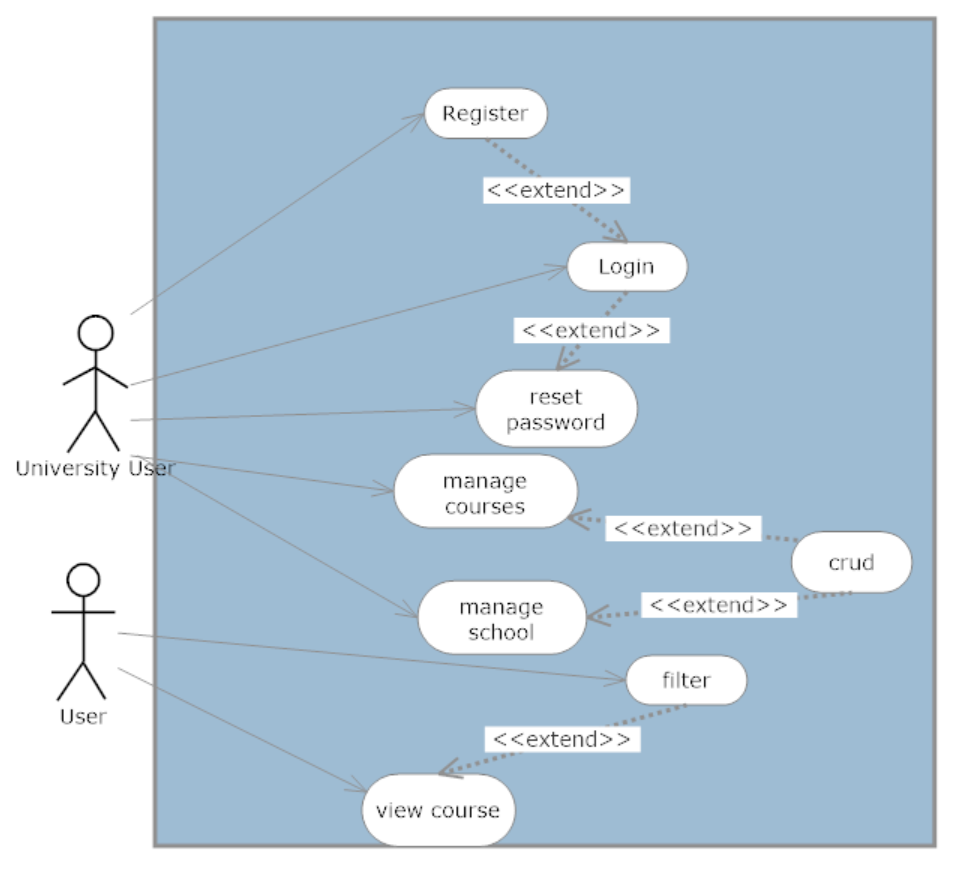 Register
<<extend>>
Login
<<extend>>
reset
password
University User
manage
courses
<<extend>>
crud
<<extend>>
manage
school
filter
User
<<extend>>
view course